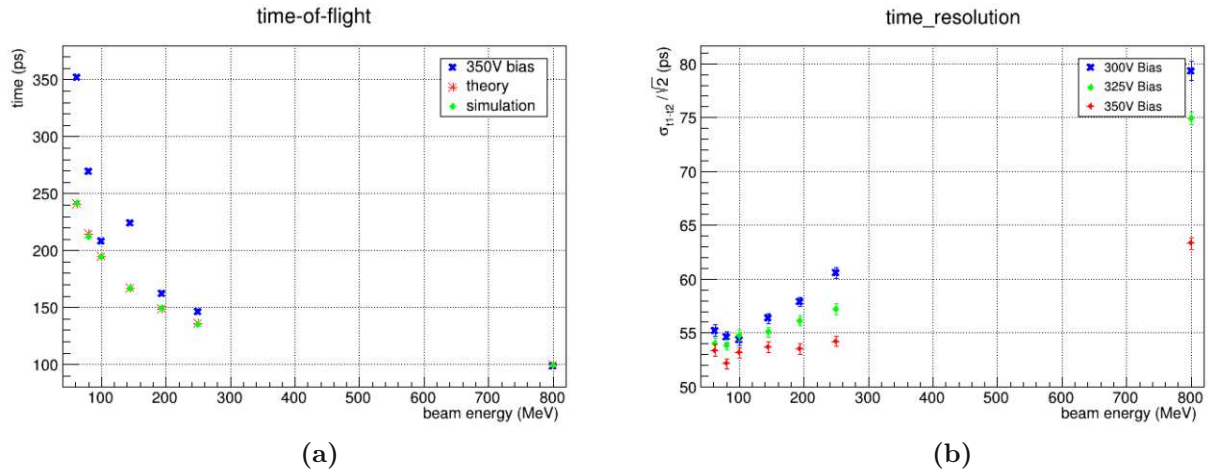 time-of-flight
time (ps)
350
300
250
200
150
100
350V bias
theory
simulation
100 200 300 400 500 600 700 800
beam energy (MeV)
(a)
time_resolution
σt1-t2 /√2 (ps)
80
75
70
65
60
55
50
300V Bias
325V Bias
350V Bias
100 200 300 400 500 600 700 800
beam energy (MeV)
(b)